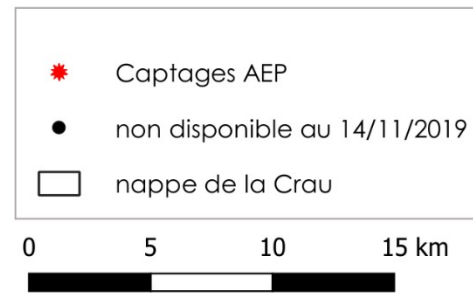 Captages AEP
non disponible au 14/11/2019
nappe de la Crau
0 5 10 15 km